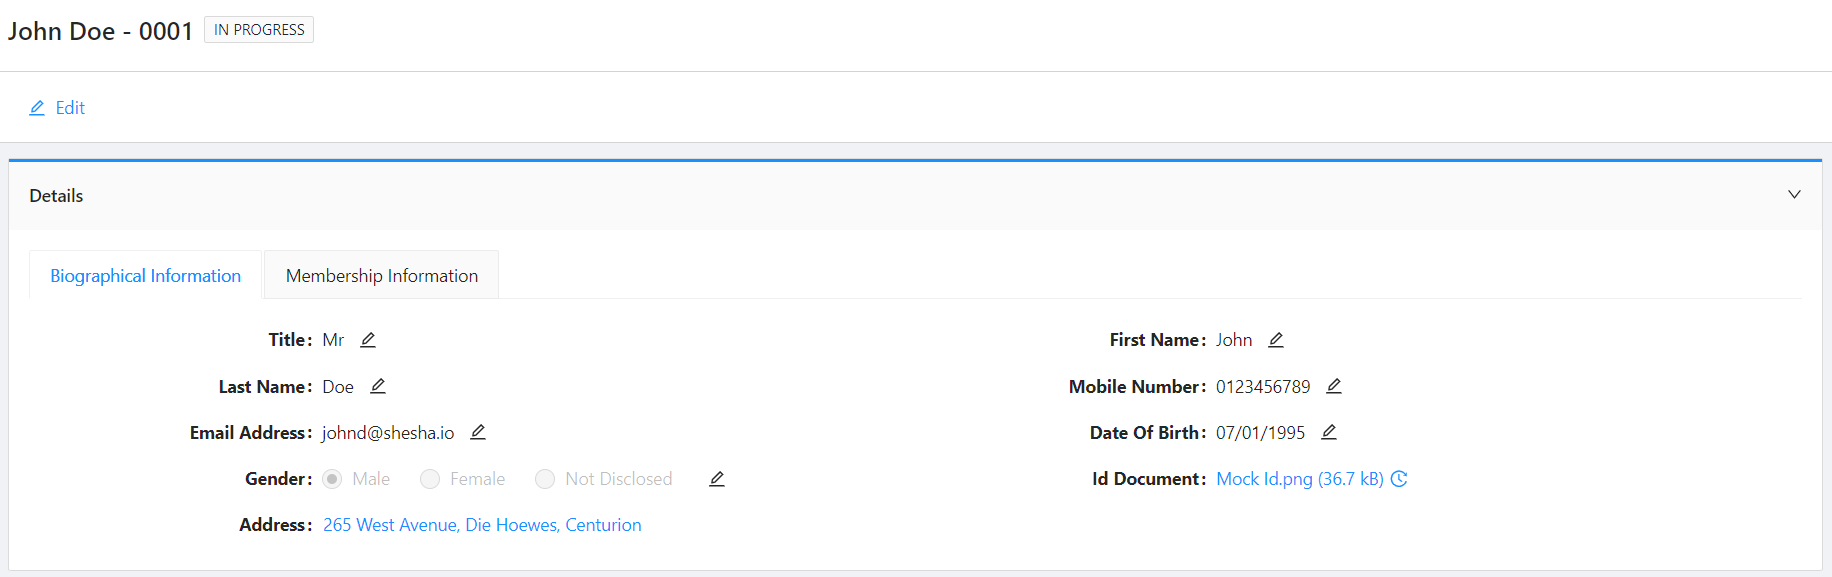 John Doe - 0001 IN PROGRESS
Edit
Details
Biographical Information Membership Information
Title: Mr First Name: John
Last Name: Doe Mobile Number: 0123456789
Email Address: johnd@shesha.io Date Of Birth: 07/01/1995
Gender: Male Female Not Disclosed Id Document: Mock Id.png (36.7 kB)
Address: 265 West Avenue, Die Hoewes, Centurion